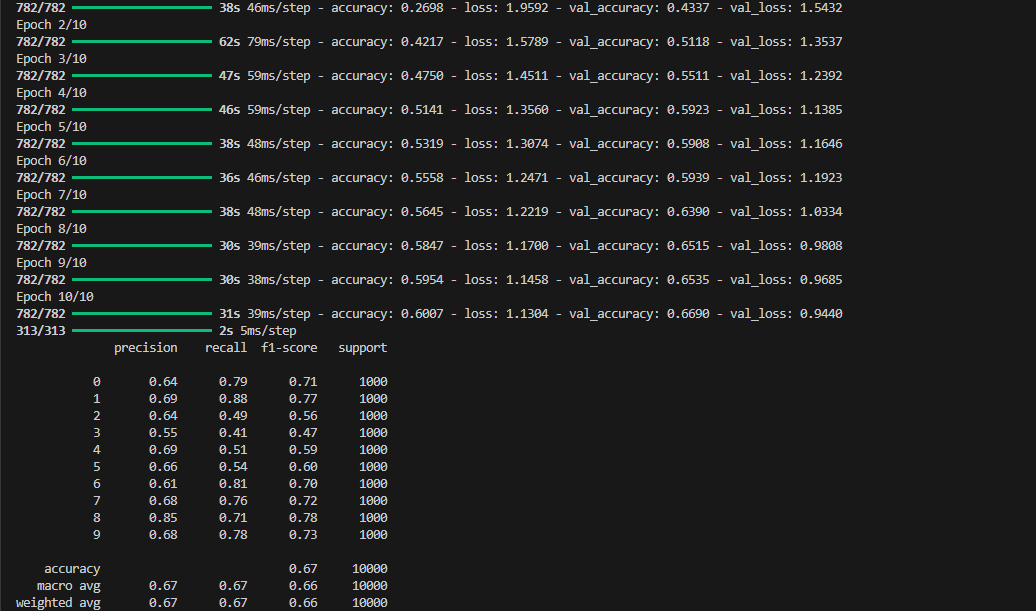 782/782 38s 46ms/step - accuracy: 0.2698 - loss: 1.9592 - val_accuracy: 0.4337 - val_loss: 1.5432
Epoch 2/10
782/782 62s 79ms/step - accuracy: 0.4217 - loss: 1.5789 - val_accuracy: 0.5118 - val_loss: 1.3537
Epoch 3/10
782/782 47s 59ms/step - accuracy: 0.4750 - loss: 1.4511 - val_accuracy: 0.5511 - val_loss: 1.2392
Epoch 4/10
782/782 46s 59ms/step - accuracy: 0.5141 - loss: 1.3560 - val_accuracy: 0.5923 - val_loss: 1.1385
Epoch 5/10
782/782 38s 48ms/step - accuracy: 0.5319 - loss: 1.3074 - val_accuracy: 0.5908 - val_loss: 1.1646
Epoch 6/10
782/782 36s 46ms/step - accuracy: 0.5558 - loss: 1.2471 - val_accuracy: 0.5939 - val_loss: 1.1923
Epoch 7/10
782/782 38s 48ms/step - accuracy: 0.5645 - loss: 1.2219 - val_accuracy: 0.6390 - val_loss: 1.0334
Epoch 8/10
782/782 30s 39ms/step - accuracy: 0.5847 - loss: 1.1700 - val_accuracy: 0.6515 - val_loss: 0.9808
Epoch 9/10
782/782 30s 38ms/step - accuracy: 0.5954 - loss: 1.1458 - val_accuracy: 0.6535 - val_loss: 0.9685
Epoch 10/10
782/782 31s 39ms/step - accuracy: 0.6007 - loss: 1.1304 - val_accuracy: 0.6690 - val_loss: 0.9440
313/313 2s 5ms/step
precision recall f1-score support
0 0.64 0.79 0.71 1000
1 0.69 0.88 0.77 1000
2 0.64 0.49 0.56 1000
3 0.55 0.41 0.47 1000
4 0.69 0.51 0.59 1000
5 0.66 0.54 0.60 1000
6 0.61 0.81 0.70 1000
7 0.68 0.76 0.72 1000
8 0.85 0.71 0.78 1000
9 0.68 0.78 0.73 1000
accuracy 0.67 10000
macro avg 0.67 0.67 0.66 10000
weighted avg 0.67 0.67 0.66 10000